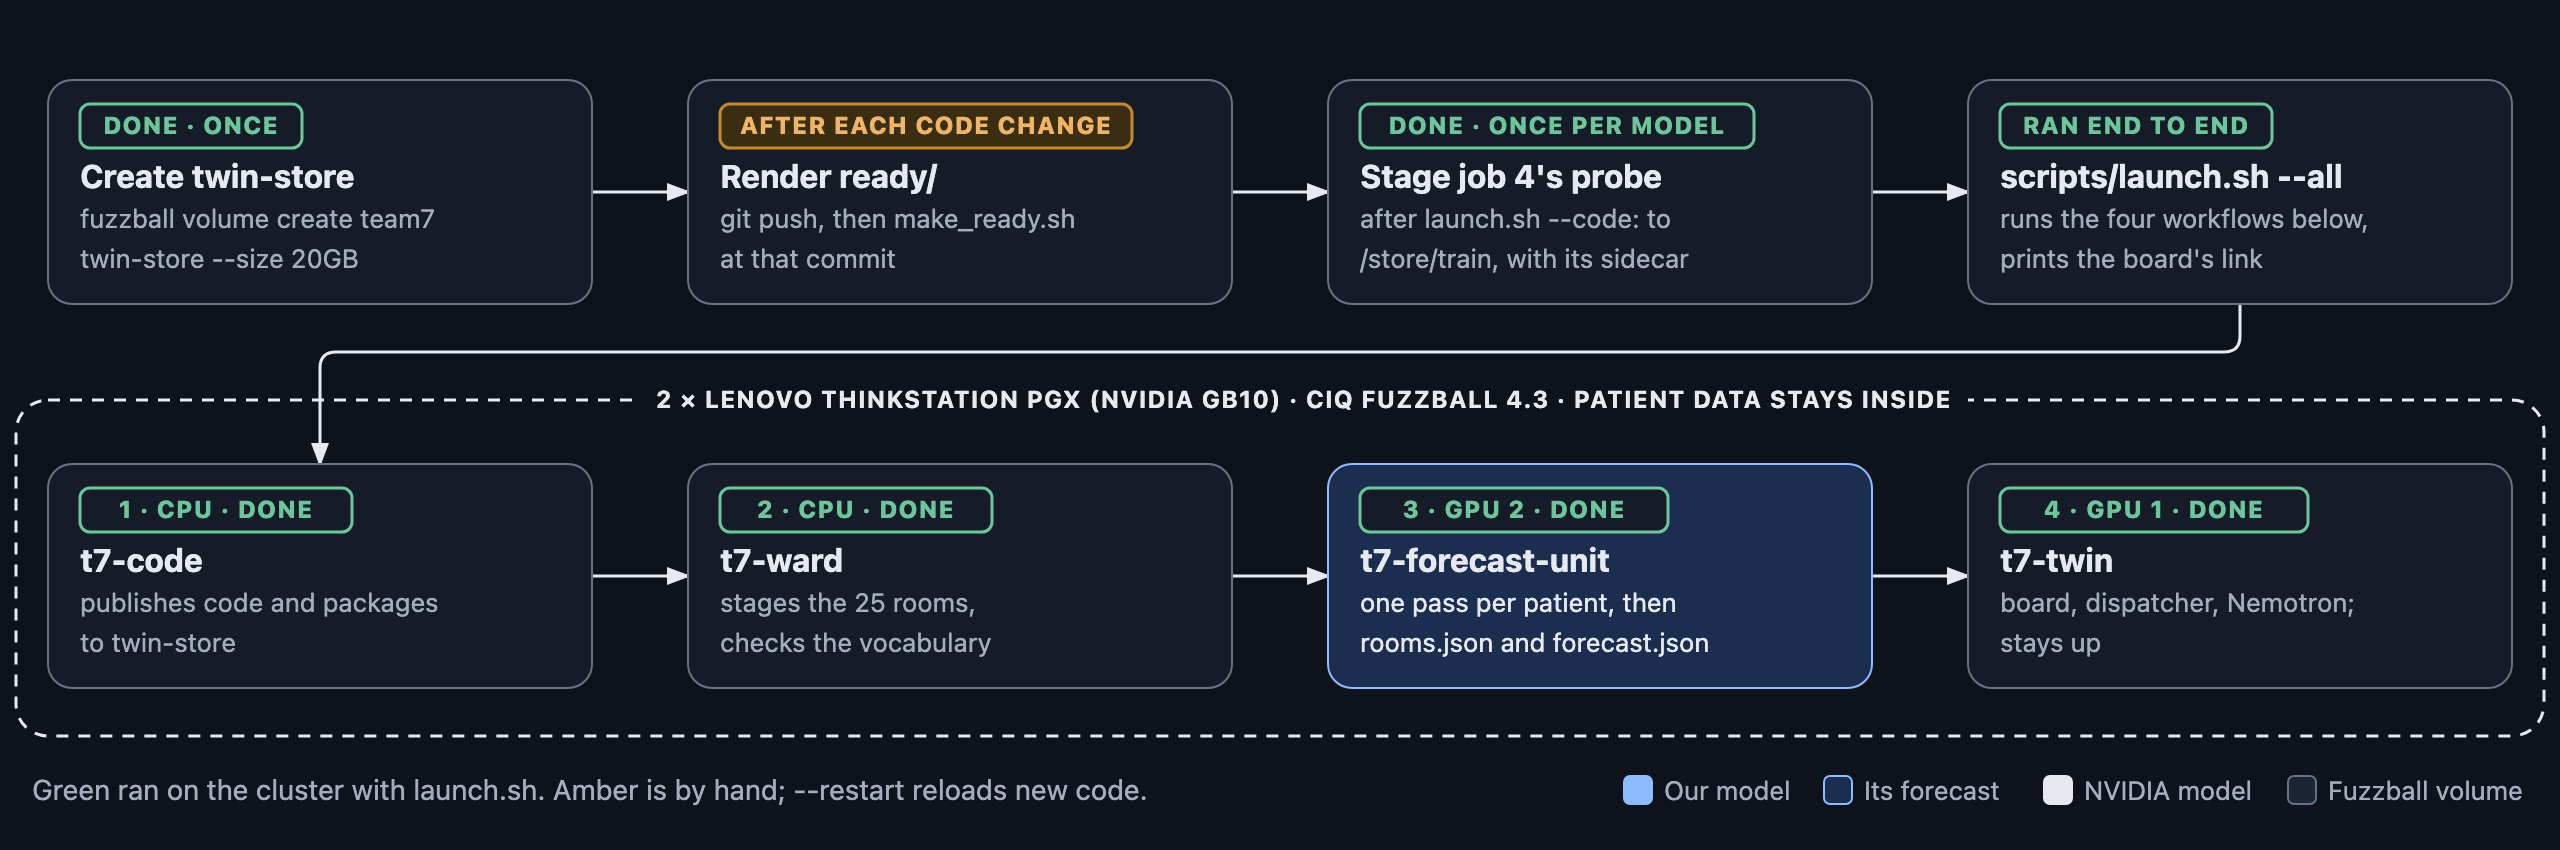 DONE · ONCE
Create twin-store
fuzzball volume create team7
twin-store --size 20GB
AFTER EACH CODE CHANGE
Render ready/
git push, then make_ready.sh
at that commit
DONE · ONCE PER MODEL
Stage job 4's probe
after launch.sh --code: to
/store/train, with its sidecar
RAN END TO END
scripts/launch.sh --all
runs the four workflows below,
prints the board's link
2 × LENOVO THINKSTATION PGX (NVIDIA GB10) · CIQ FUZZBALL 4.3 · PATIENT DATA STAYS INSIDE
1 · CPU · DONE
t7-code
publishes code and packages
to twin-store
2 · CPU · DONE
t7-ward
stages the 25 rooms,
checks the vocabulary
3 · GPU 2 · DONE
t7-forecast-unit
one pass per patient, then
rooms.json and forecast.json
4 · GPU 1 · DONE
t7-twin
board, dispatcher, Nemotron;
stays up
Green ran on the cluster with launch.sh. Amber is by hand; --restart reloads new code.
Our model
Its forecast
NVIDIA model
Fuzzball volume